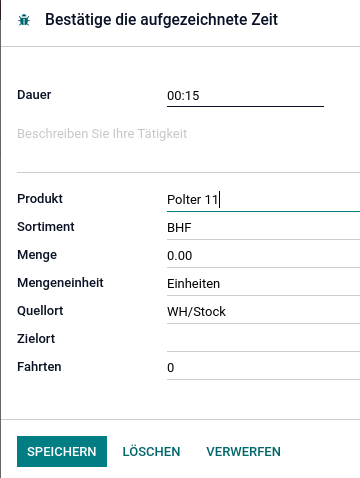 Bestätige die aufgezeichnete Zeit
Dauer 00:15
Beschreiben Sie Ihre Tätigkeit
Produkt Polter 11
Sortiment BHF
Menge 0.00
Mengeneinheit Einheiten
Quellort WH/Stock
Zielort
Fahrten 0
SPEICHERN LÖSCHEN VERWERFEN